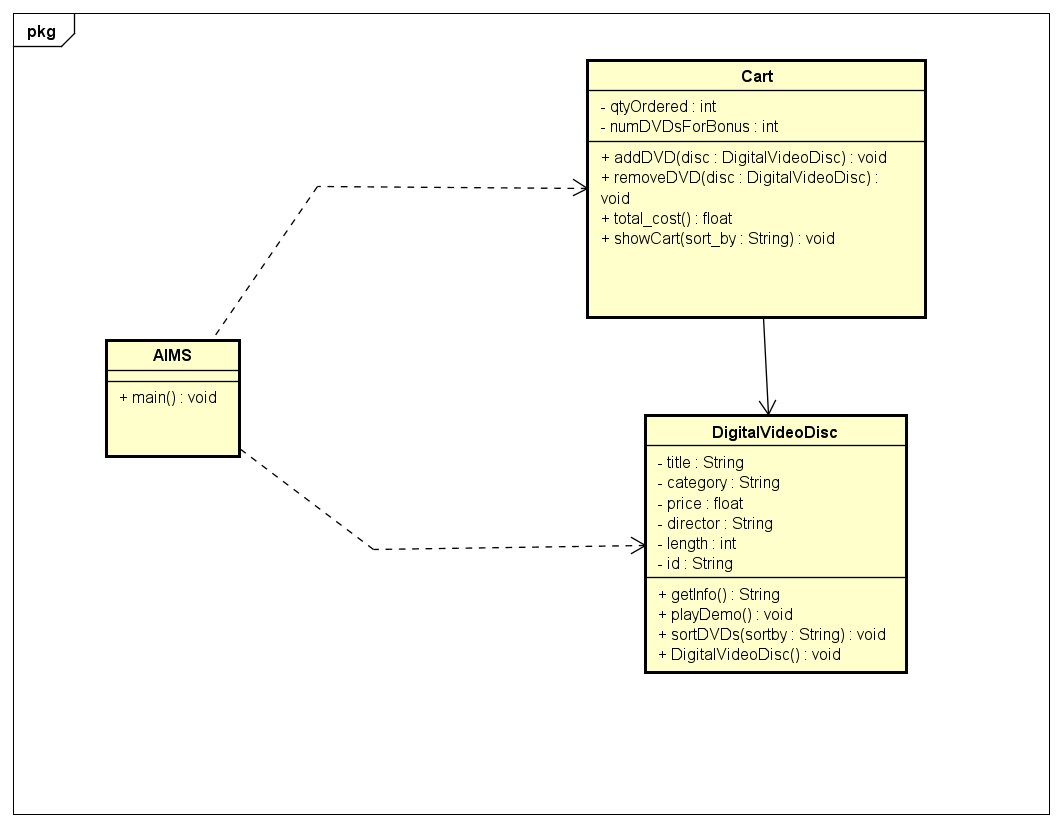 pkg
Cart
- qtyOrdered : int
- numDVDsForBonus : int
+ addDVD(disc : DigitalVideoDisc) : void
+ removeDVD(disc : DigitalVideoDisc) :
void
+ total_cost() : float
+ showCart(sort_by : String) : void
AIMS
+ main() : void
DigitalVideoDisc
- title : String
- category : String
- price : float
- director : String
- length : int
- id : String
+ getInfo() : String
+ playDemo() : void
+ sortDVDs(sortby : String) : void
+ DigitalVideoDisc() : void